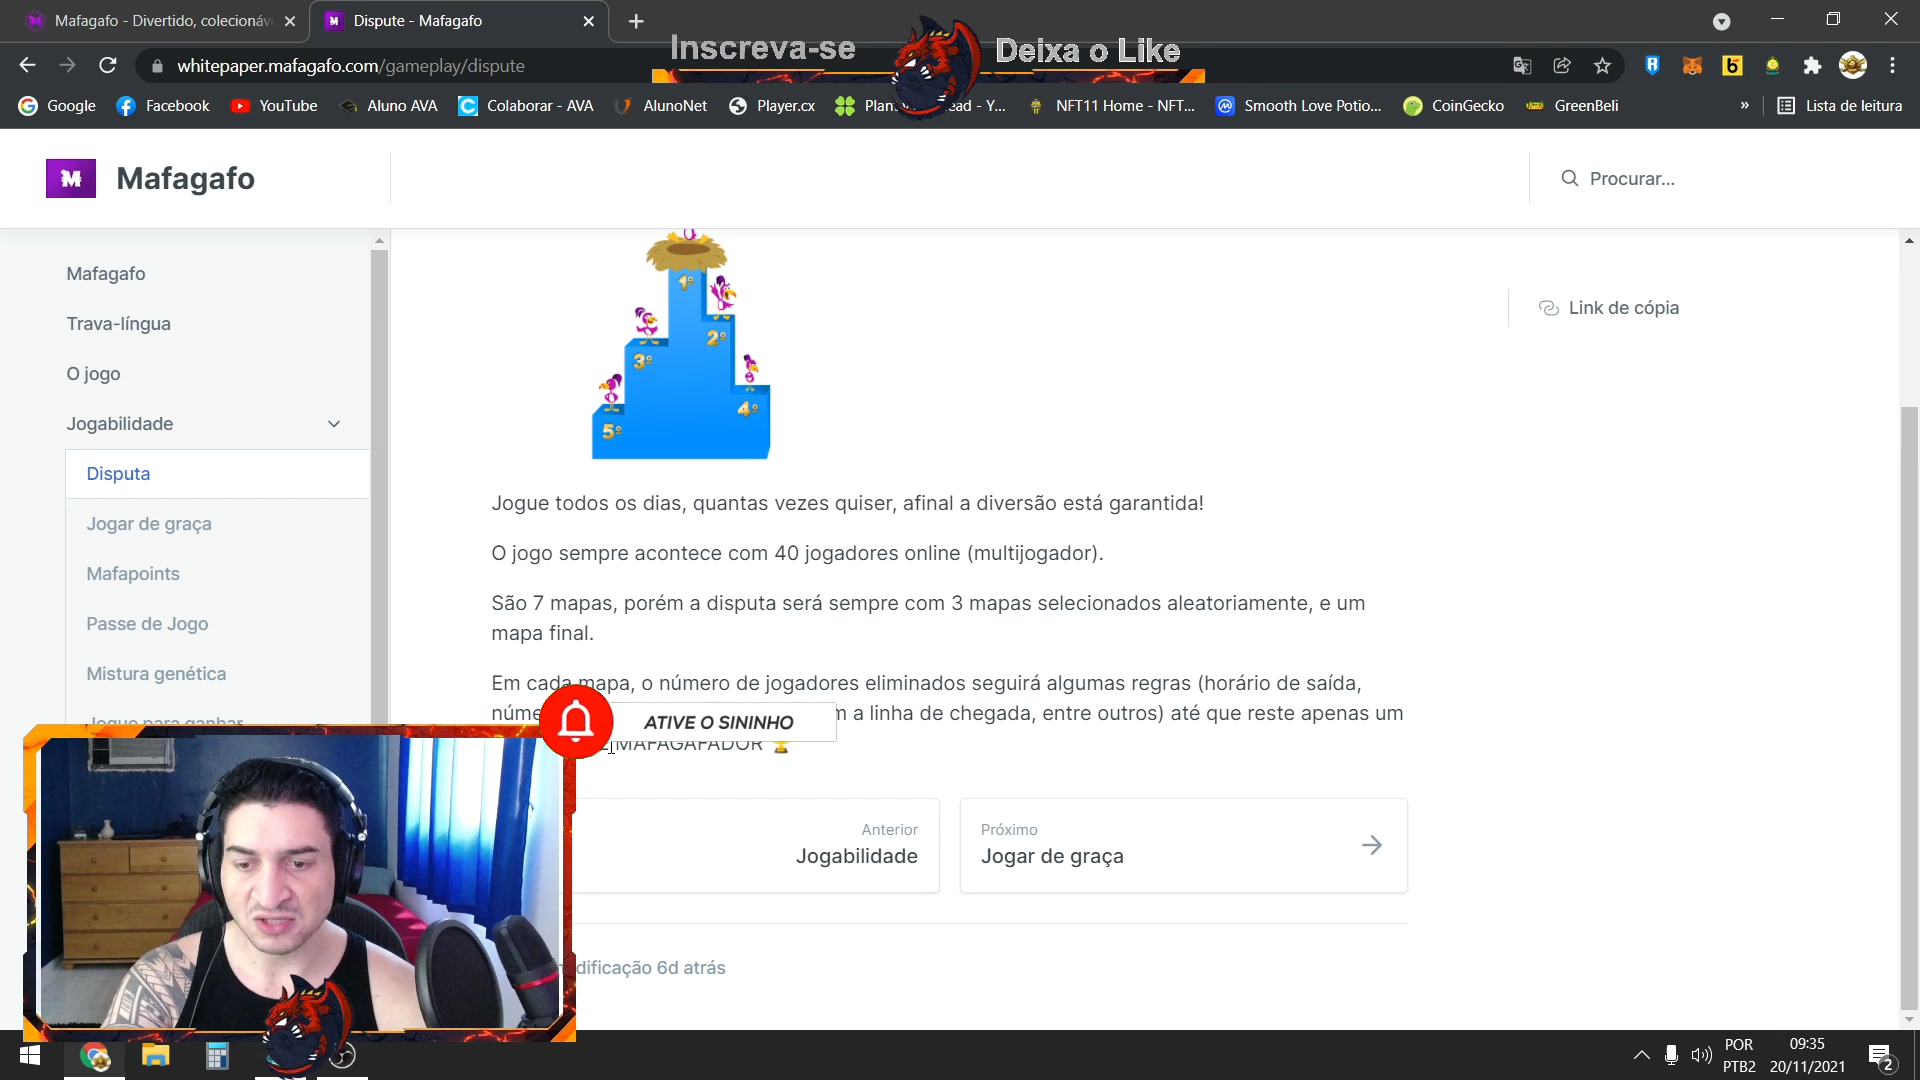 Mafagafo - Divertido, colecionáv
Dispute - Mafagafo
Inscreva-se
Deixa o Like
whitepaper.mafagafo.com/gameplay/dispute
Google
Facebook
YouTube
Aluno AVA
Colaborar - AVA
AlunoNet
Player.cx
NFT11 Home - NFT...
Smooth Love Potio...
CoinGecko
GreenBeli
»
Lista de leitura
M
Mafagafo
Procurar...
Mafagafo
Trava-língua
O jogo
Jogabilidade
Disputa
Jogar de graça
Mafapoints
Passe de Jogo
Mistura genética
Jogue para ganhar
1º
2º
3º
4º
5º
Link de cópia
Jogue todos os dias, quantas vezes quiser, afinal a diversão está garantida!
O jogo sempre acontece com 40 jogadores online (multijogador).
São 7 mapas, porém a disputa será sempre com 3 mapas selecionados aleatoriamente, e um
mapa final.
Em cada mapa, o número de jogadores eliminados seguirá algumas regras (horário de saída,
a linha de chegada, entre outros) até que reste apenas um
MAFAGAFADOR 🏆
ATIVE O SININHO
Anterior
Jogabilidade
Próximo
Jogar de graça
6d atrás
POR
PTB2
09:35
20/11/2021
2